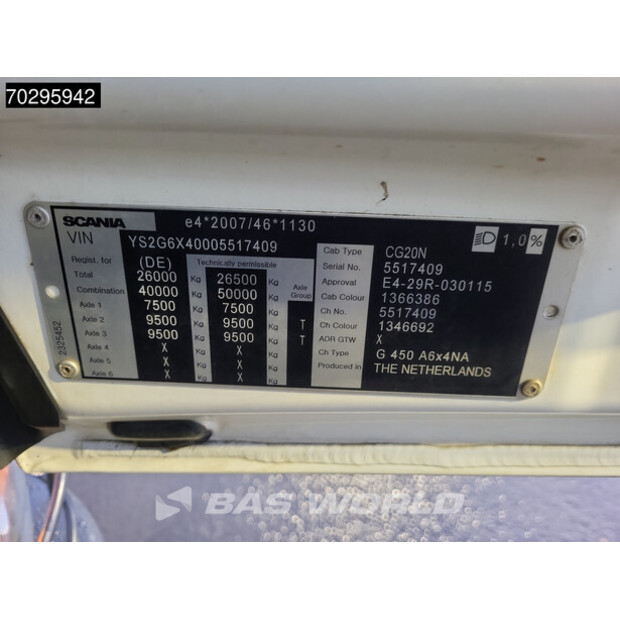 70295942
SCANIA e4*2007/46*1130
VIN YS2G6X40005517409
Regist. for (DE) Technically permissible
Total 26000 Kg 26500 Kg Axle Group
Combination 40000 Kg 50000 Kg
Axle 1 7500 Kg 7500 Kg
Axle 2 9500 Kg 9500 Kg T
Axle 3 9500 Kg 9500 Kg T
Axle 4 X Kg X Kg
Axle 5 X Kg X Kg
Axle 6 X Kg X Kg
2325452
Cab Type CG20N
Serial No. 5517409
Approval E4-29R-030115
Cab Colour 1366386
Ch No. 5517409
Ch Colour 1346692
ADR GTW X
Ch Type G 450 A6x4NA
Produced in THE NETHERLANDS
1,0%
BAS WORLD